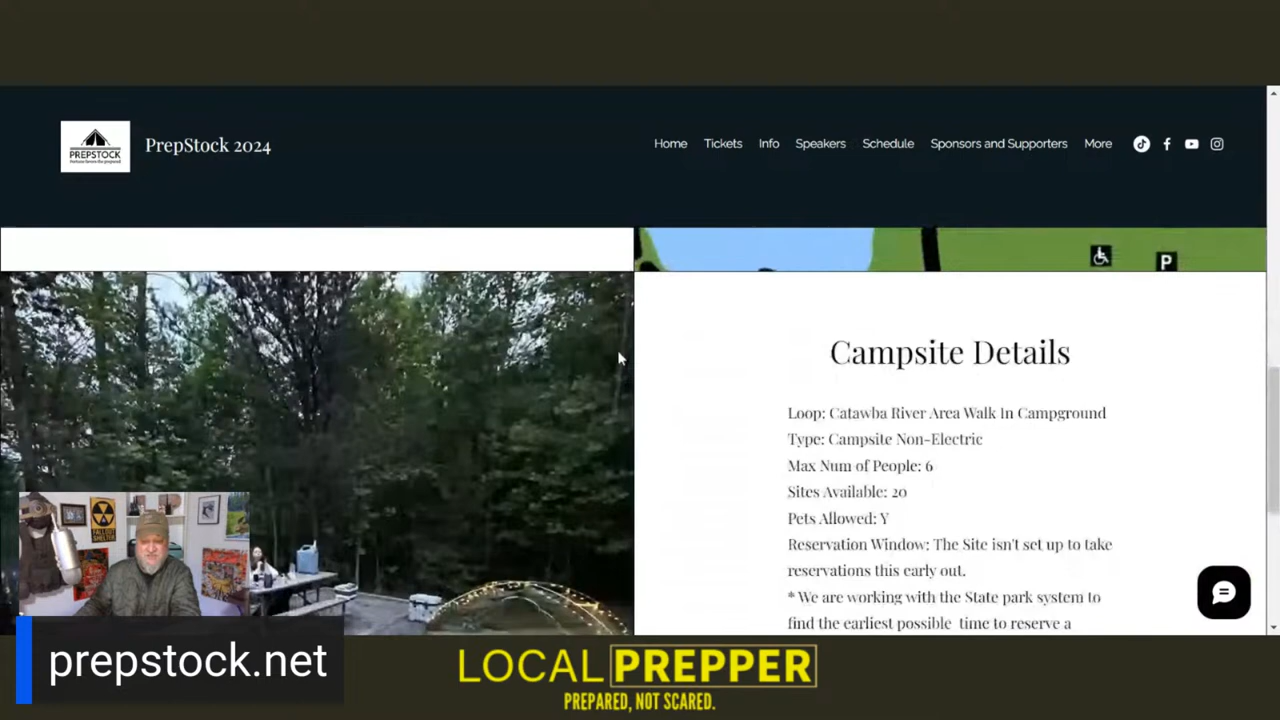 PREPSTOCK
PrepStock 2024
Home Tickets Info Speakers Schedule Sponsors and Supporters More
P
Campsite Details
Loop: Catawba River Area Walk In Campground
Type: Campsite Non-Electric
Max Num of People: 6
Sites Available: 20
Pets Allowed: Y
Reservation Window: The Site isn't set up to take
reservations this early out.
* We are working with the State park system to
find the earliest possible time to reserve a
FALLOUT
SHELTER
prepstock.net
LOCAL PREPPER
PREPARED, NOT SCARED.